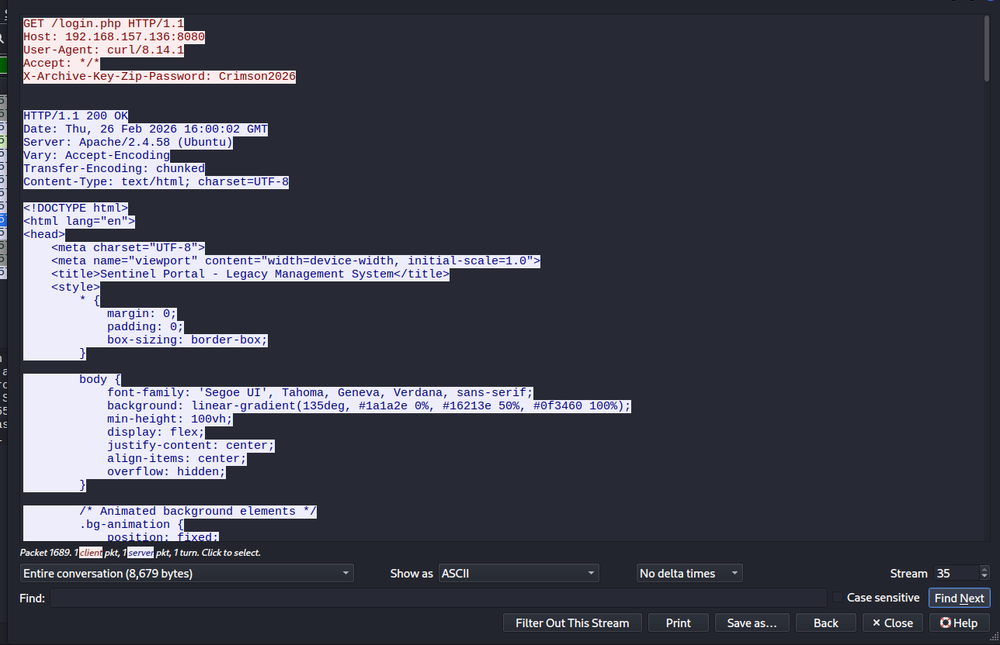 GET /login.php HTTP/1.1
Host: 192.168.157.136:8080
User-Agent: curl/8.14.1
Accept: */*
X-Archive-Key-Zip-Password: Crimson2026
HTTP/1.1 200 OK
Date: Thu, 26 Feb 2026 16:00:02 GMT
Server: Apache/2.4.58 (Ubuntu)
Vary: Accept-Encoding
Transfer-Encoding: chunked
Content-Type: text/html; charset=UTF-8
<!DOCTYPE html>
<html lang="en">
<head>
    <meta charset="UTF-8">
    <meta name="viewport" content="width=device-width, initial-scale=1.0">
    <title>Sentinel Portal - Legacy Management System</title>
    <style>
        * {
            margin: 0;
            padding: 0;
            box-sizing: border-box;
        }
        body {
            font-family: 'Segoe UI', Tahoma, Geneva, Verdana, sans-serif;
            background: linear-gradient(135deg, #1a1a2e 0%, #16213e 50%, #0f3460 100%);
            min-height: 100vh;
            display: flex;
            justify-content: center;
            align-items: center;
            overflow: hidden;
        }
        /* Animated background elements */
        .bg-animation {
            position: fixed;
Packet 1689. 1 client pkt, 1 server pkt, 1 turn. Click to select.
Entire conversation (8,679 bytes) Show as ASCII No delta times Stream 35
Find: Case sensitive Find Next
Filter Out This Stream Print Save as… Back × Close Help